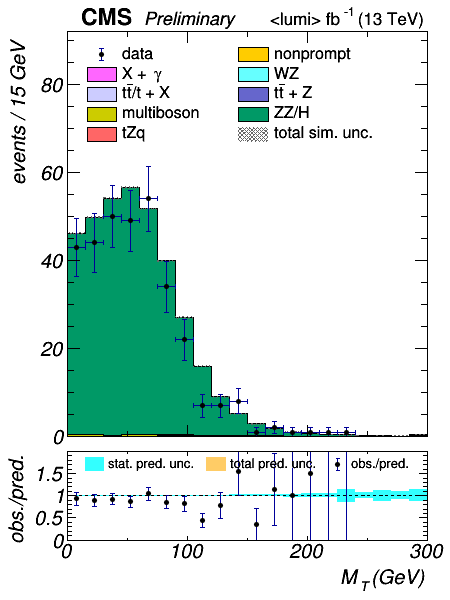 CMS Preliminary <lumi> fb⁻¹ (13 TeV)
events / 15 GeV
80
60
40
20
0
data
X + γ
tt̄/t + X
multiboson
tZq
nonprompt
WZ
tt̄ + Z
ZZ/H
total sim. unc.
obs./pred.
1.5
1
0.5
0
stat. pred. unc. total pred. unc. obs./pred.
0 100 200 300
M_T(GeV)